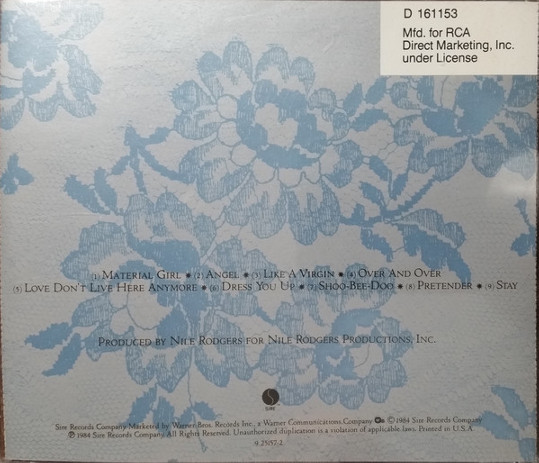 D 161153
Mfd. for RCA
Direct Marketing, Inc.
under License
(1) MATERIAL GIRL ● (2) ANGEL ● (3) LIKE A VIRGIN ● (4) OVER AND OVER
(5) LOVE DON'T LIVE HERE ANYMORE ● (6) DRESS YOU UP ● (7) SHOO-BEE-DOO ● (8) PRETENDER ● (9) STAY
PRODUCED BY NILE RODGERS FOR NILE RODGERS PRODUCTIONS, INC.
SIRE
Sire Records Company Marketed by Warner Bros. Records Inc., a Warner Communications Company ©1984 Sire Records Company
℗ 1984 Sire Records Company All Rights Reserved. Unauthorized duplication is a violation of applicable laws. Printed in U.S.A.
9 25157-2